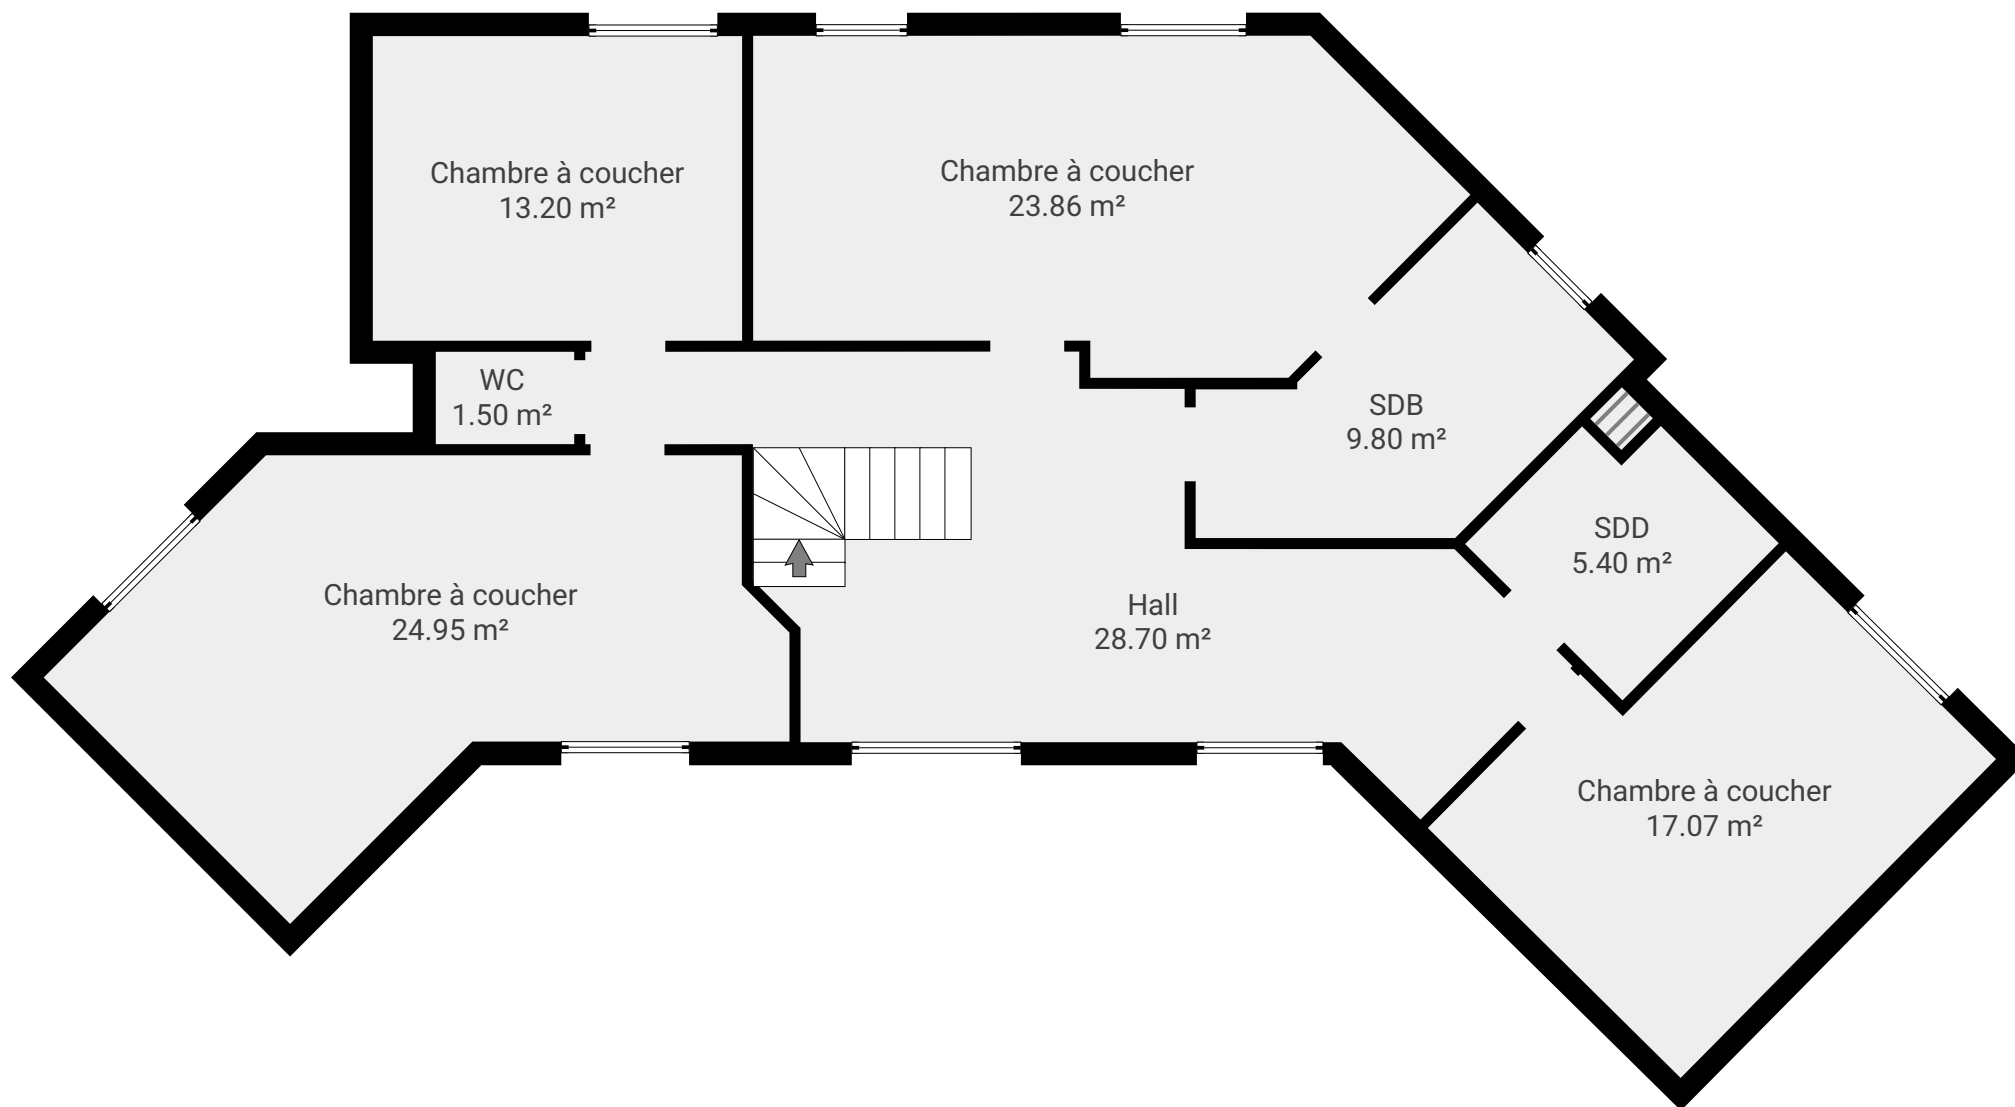 Chambre à coucher
13.20 m²
Chambre à coucher
23.86 m²
WC
1.50 m²
SDB
9.80 m²
SDD
5.40 m²
Chambre à coucher
24.95 m²
Hall
28.70 m²
Chambre à coucher
17.07 m²